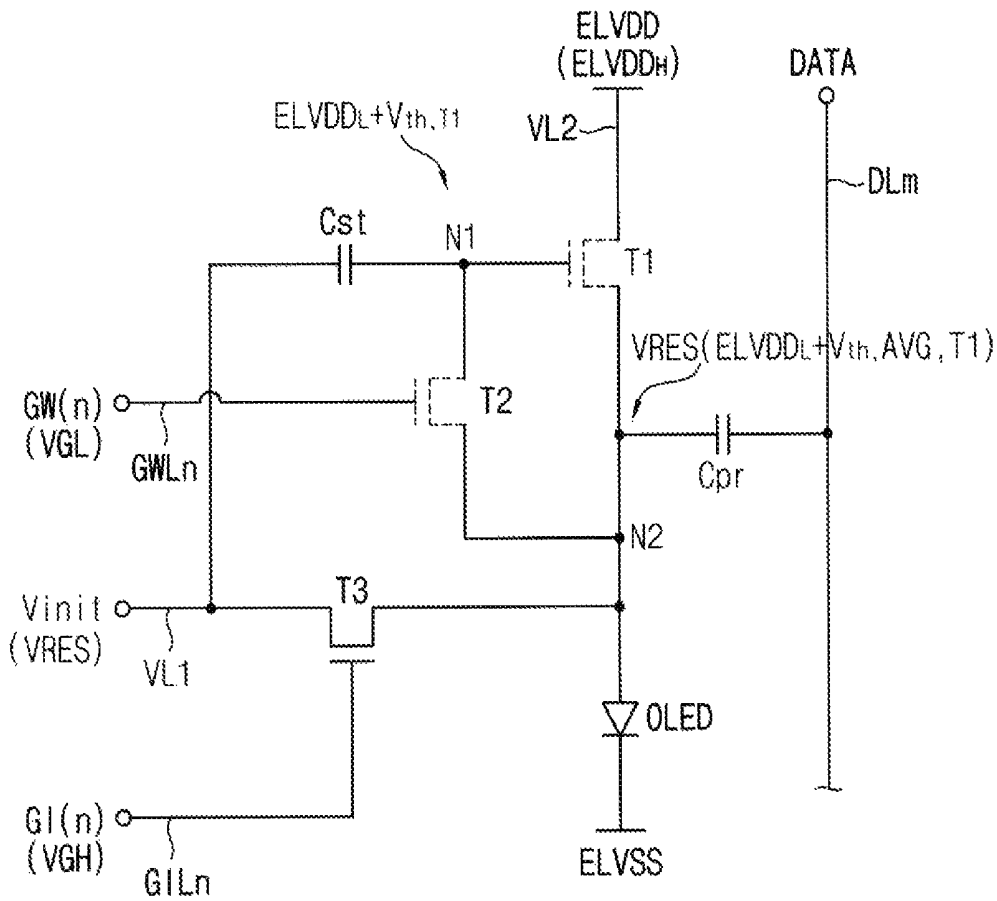 ELVDD
(ELVDDH)
DATA
ELVDDL+Vth,T1
VL2
DLm
Cst
N1
T1
VRES(ELVDDL+Vth,AVG,T1)
GW(n)
(VGL)
GWLn
T2
Cpr
N2
Vinit
(VRES)
VL1
T3
OLED
GI(n)
(VGH)
GILn
ELVSS